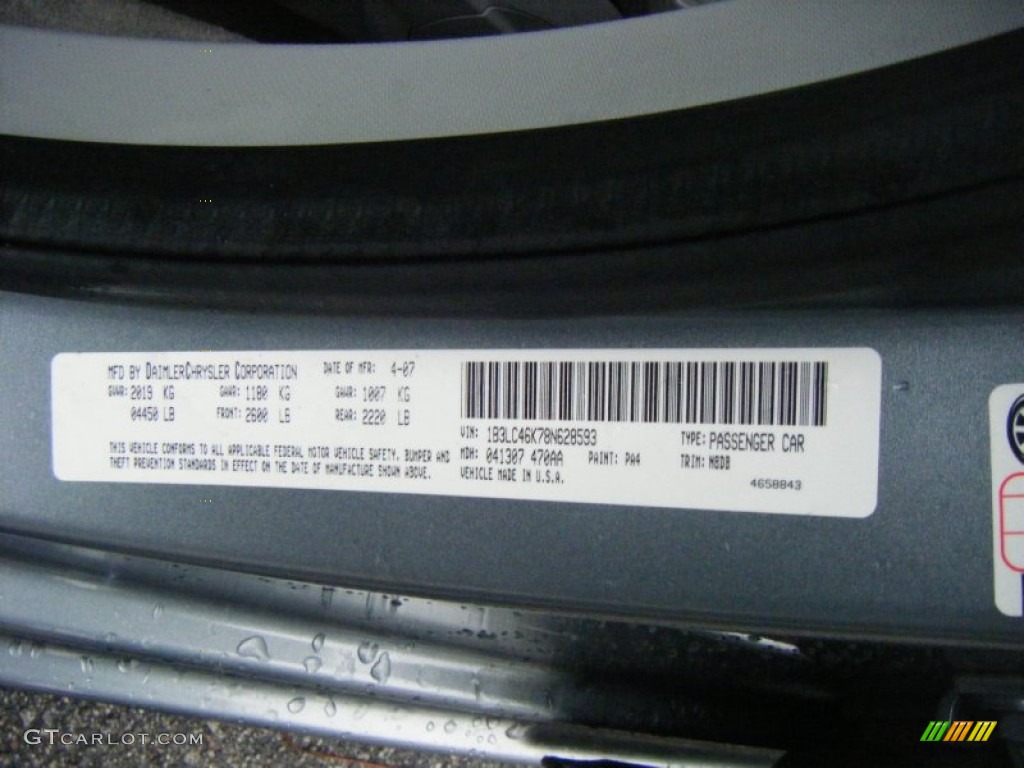 MFD BY DAIMLERCHRYSLER CORPORATION DATE OF MFR: 4-07
GVWR: 2019 KG GAWR: 1180 KG GAWR: 1007 KG
04450 LB FRONT: 2600 LB REAR: 2220 LB
THIS VEHICLE CONFORMS TO ALL APPLICABLE FEDERAL MOTOR VEHICLE SAFETY, BUMPER AND
THEFT PREVENTION STANDARDS IN EFFECT ON THE DATE OF MANUFACTURE SHOWN ABOVE.
VIN: 1B3LC46K78N628593 TYPE: PASSENGER CAR
MDH: 041307 470AA PAINT: PA4 TRIM: N8DB
VEHICLE MADE IN U.S.A. 4658843
GTCARLOT.COM